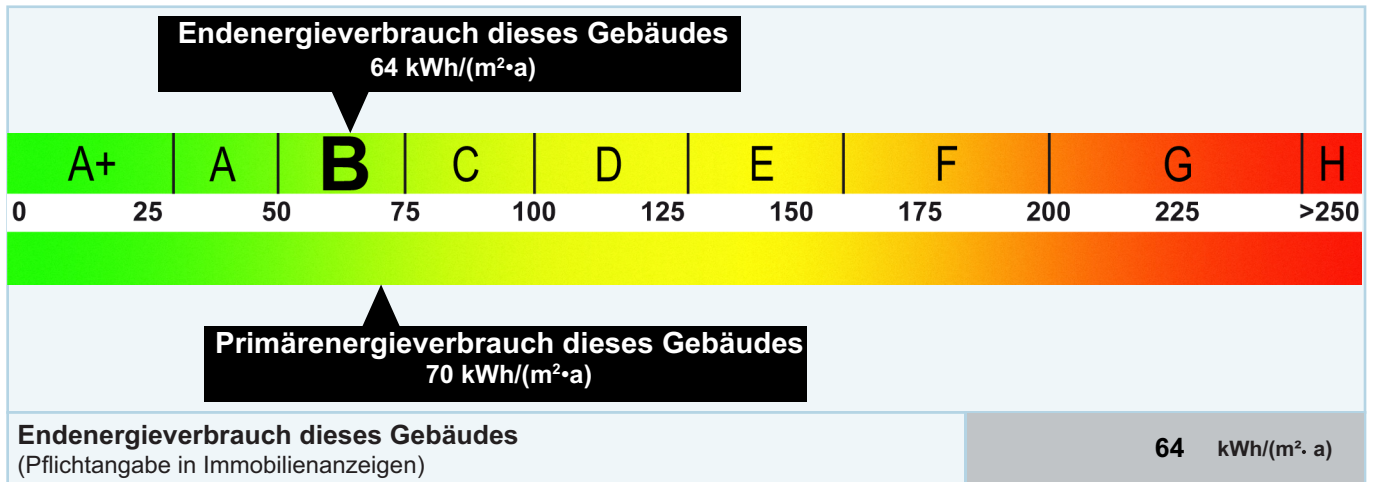 Endenergieverbrauch dieses Gebäudes
64 kWh/(m²•a)
A+ A B C D E F G H
0 25 50 75 100 125 150 175 200 225 >250
Primärenergieverbrauch dieses Gebäudes
70 kWh/(m²•a)
Endenergieverbrauch dieses Gebäudes
(Pflichtangabe in Immobilienanzeigen)
64 kWh/(m²· a)